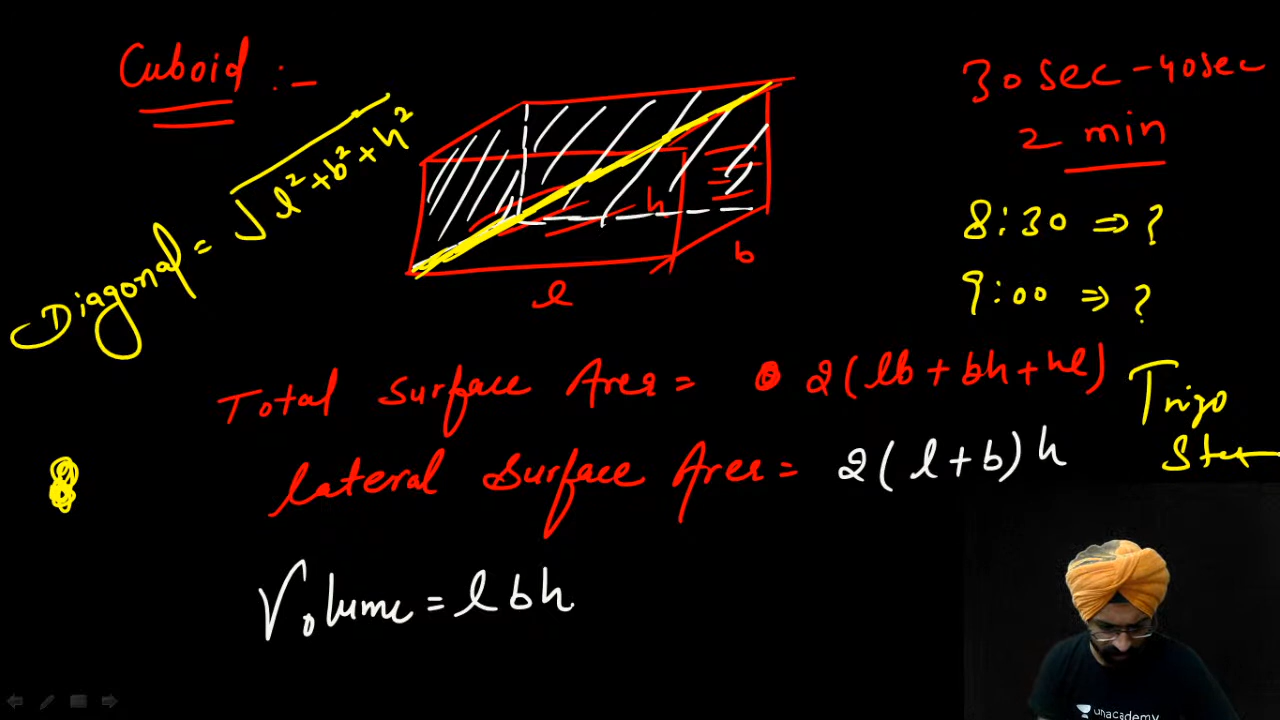 Cuboid :-
30 sec - 40 sec
2 min
8:30 ⇒ ?
9:00 ⇒ ?
Diagonal = √l²+b²+h²
h
b
l
Total Surface Area = 2(lb+bh+hl)
Trigo
Lateral Surface Area = 2(l+b)h
Volume = lbh
unacademy